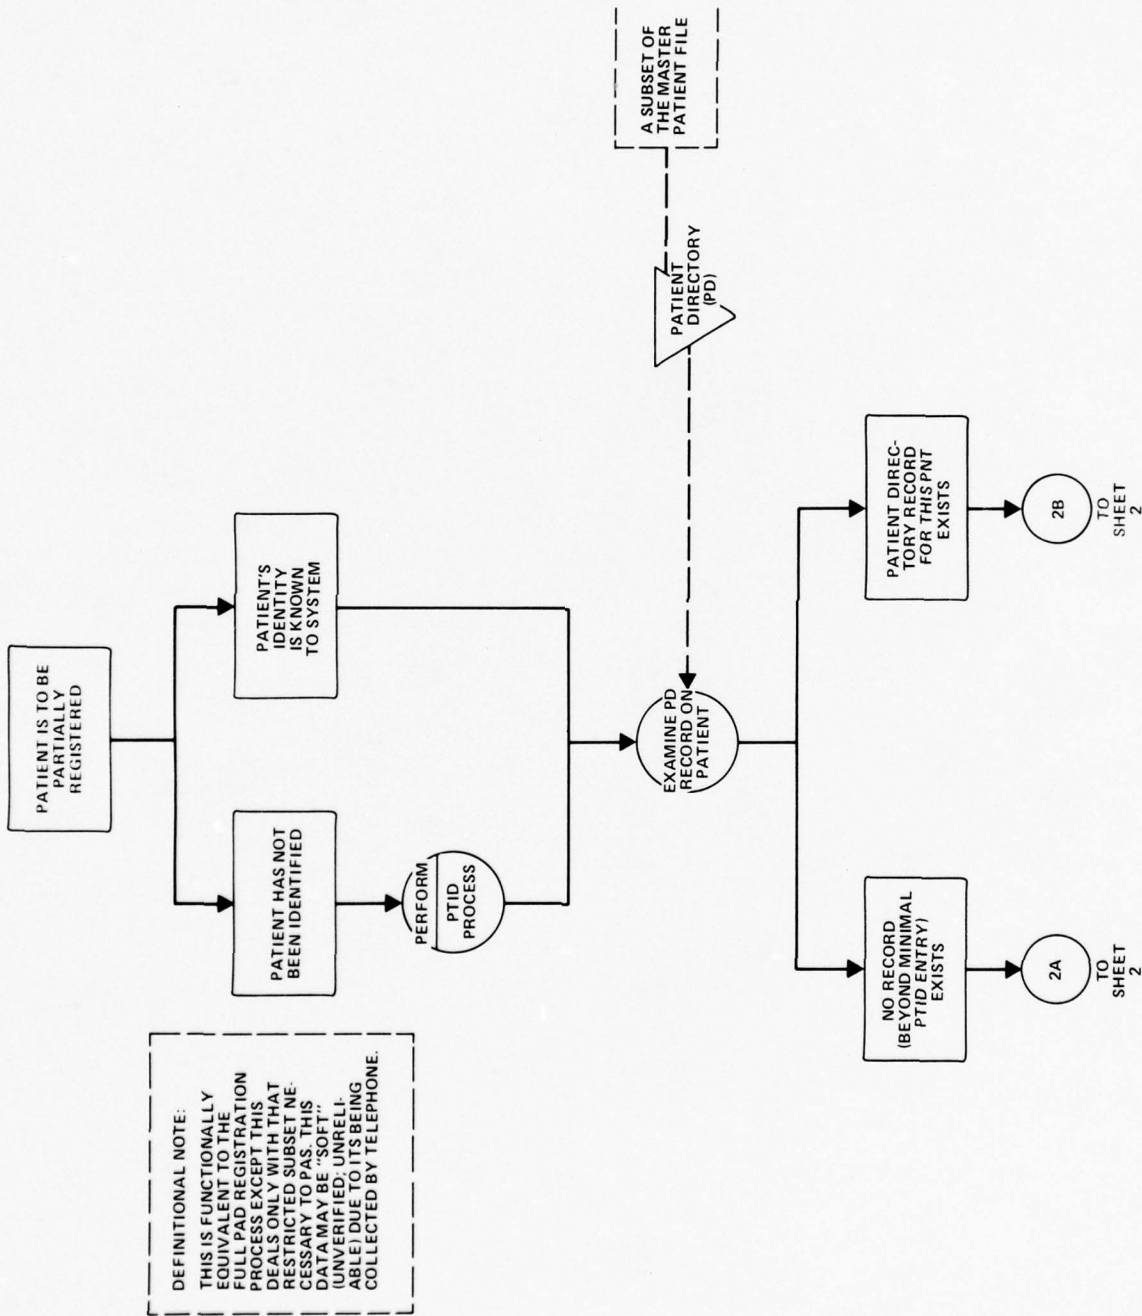 DEFINITIONAL NOTE:
THIS IS FUNCTIONALLY
EQUIVALENT TO THE
FULL PAD REGISTRATION
PROCESS EXCEPT THIS
DEALS ONLY WITH THAT
RESTRICTED SUBSET NE-
CESSARY TO PAS. THIS
DATA MAY BE "SOFT"
(UNVERIFIED; UNRELI-
ABLE) DUE TO ITS BEING
COLLECTED BY TELEPHONE.
PATIENT IS TO BE
PARTIALLY
REGISTERED
PATIENT HAS NOT
BEEN IDENTIFIED
PATIENT'S
IDENTITY
IS KNOWN
TO SYSTEM
PERFORM
PTID
PROCESS
EXAMINE PD
RECORD ON
PATIENT
PATIENT
DIRECTORY
(PD)
A SUBSET OF
THE MASTER
PATIENT FILE
NO RECORD
(BEYOND MINIMAL
PTID ENTRY)
EXISTS
PATIENT DIREC-
TORY RECORD
FOR THIS PNT
EXISTS
2A
TO
SHEET
2
2B
TO
SHEET
2